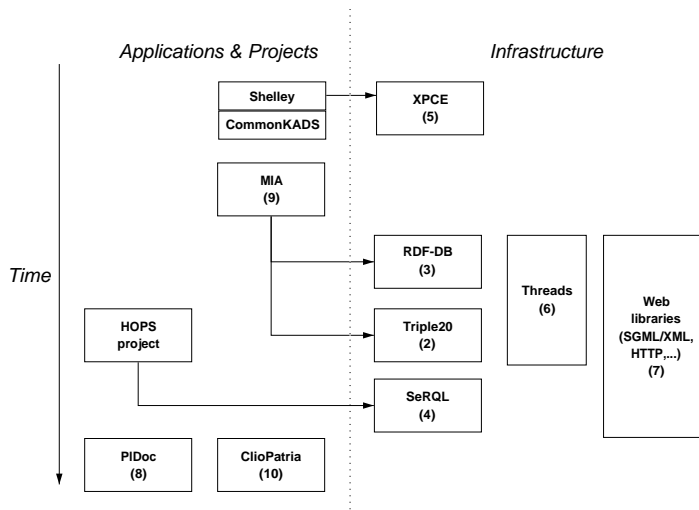 Applications & Projects
Infrastructure
Shelley
CommonKADS
XPCE
(5)
MIA
(9)
RDF-DB
(3)
Threads
(6)
Web
libraries
(SGML/XML,
HTTP,...)
(7)
Time
HOPS
project
Triple20
(2)
SeRQL
(4)
PlDoc
(8)
ClioPatria
(10)